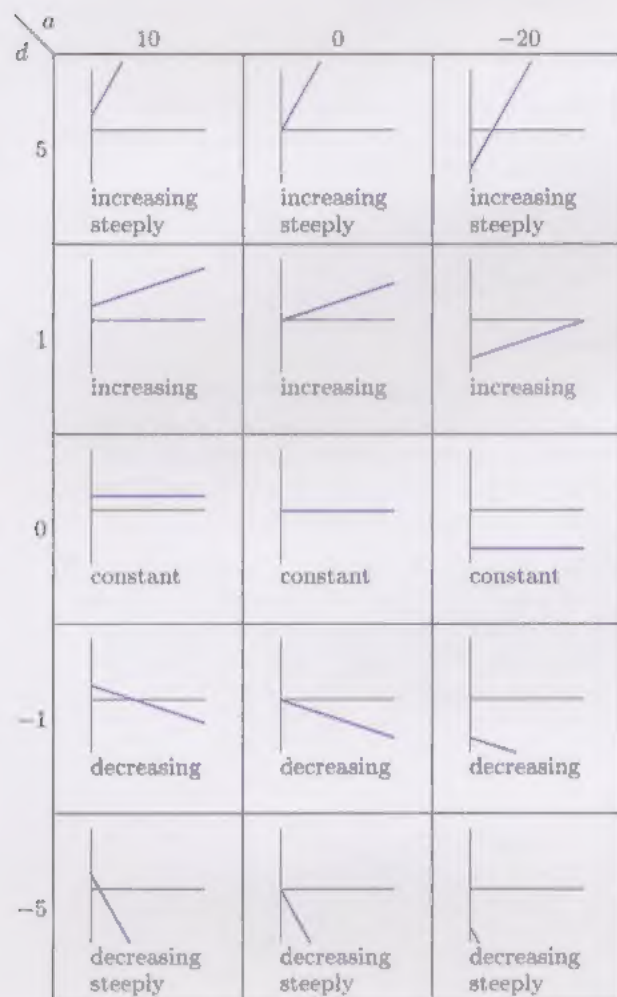 a
d
10 0 −20
5
increasing increasing increasing
steeply steeply steeply
1
increasing increasing increasing
0
constant constant constant
−1
decreasing decreasing decreasing
−5
decreasing decreasing decreasing
steeply steeply steeply